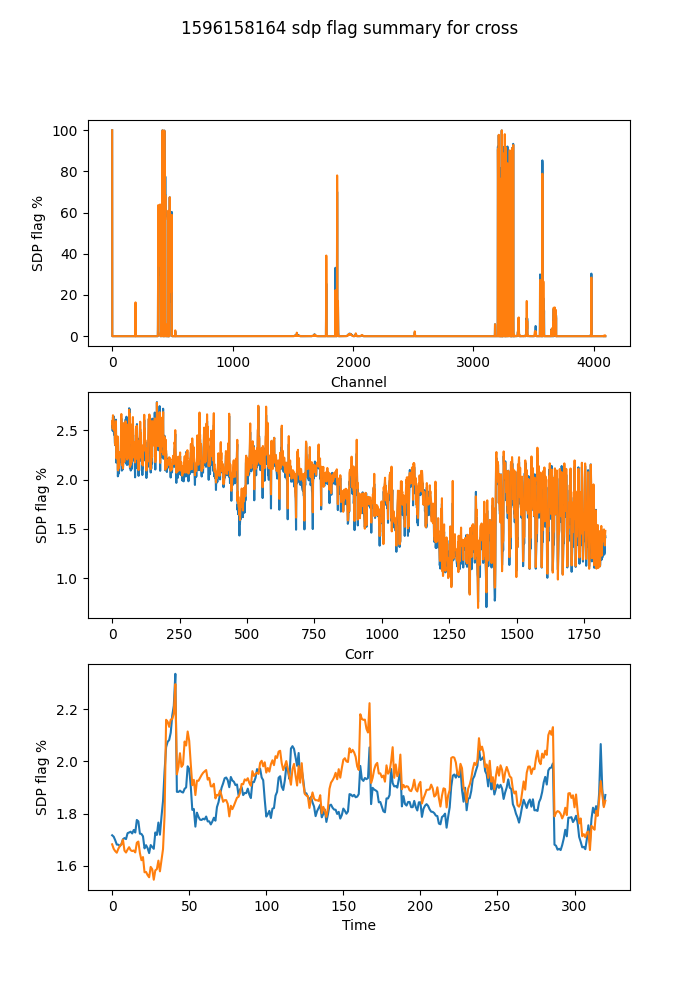 1596158164 sdp flag summary for cross
100
80
60
40
20
0
SDP flag %
0 1000 2000 3000 4000
Channel
2.5
2.0
1.5
1.0
SDP flag %
0 250 500 750 1000 1250 1500 1750
Corr
2.2
2.0
1.8
1.6
SDP flag %
0 50 100 150 200 250 300
Time